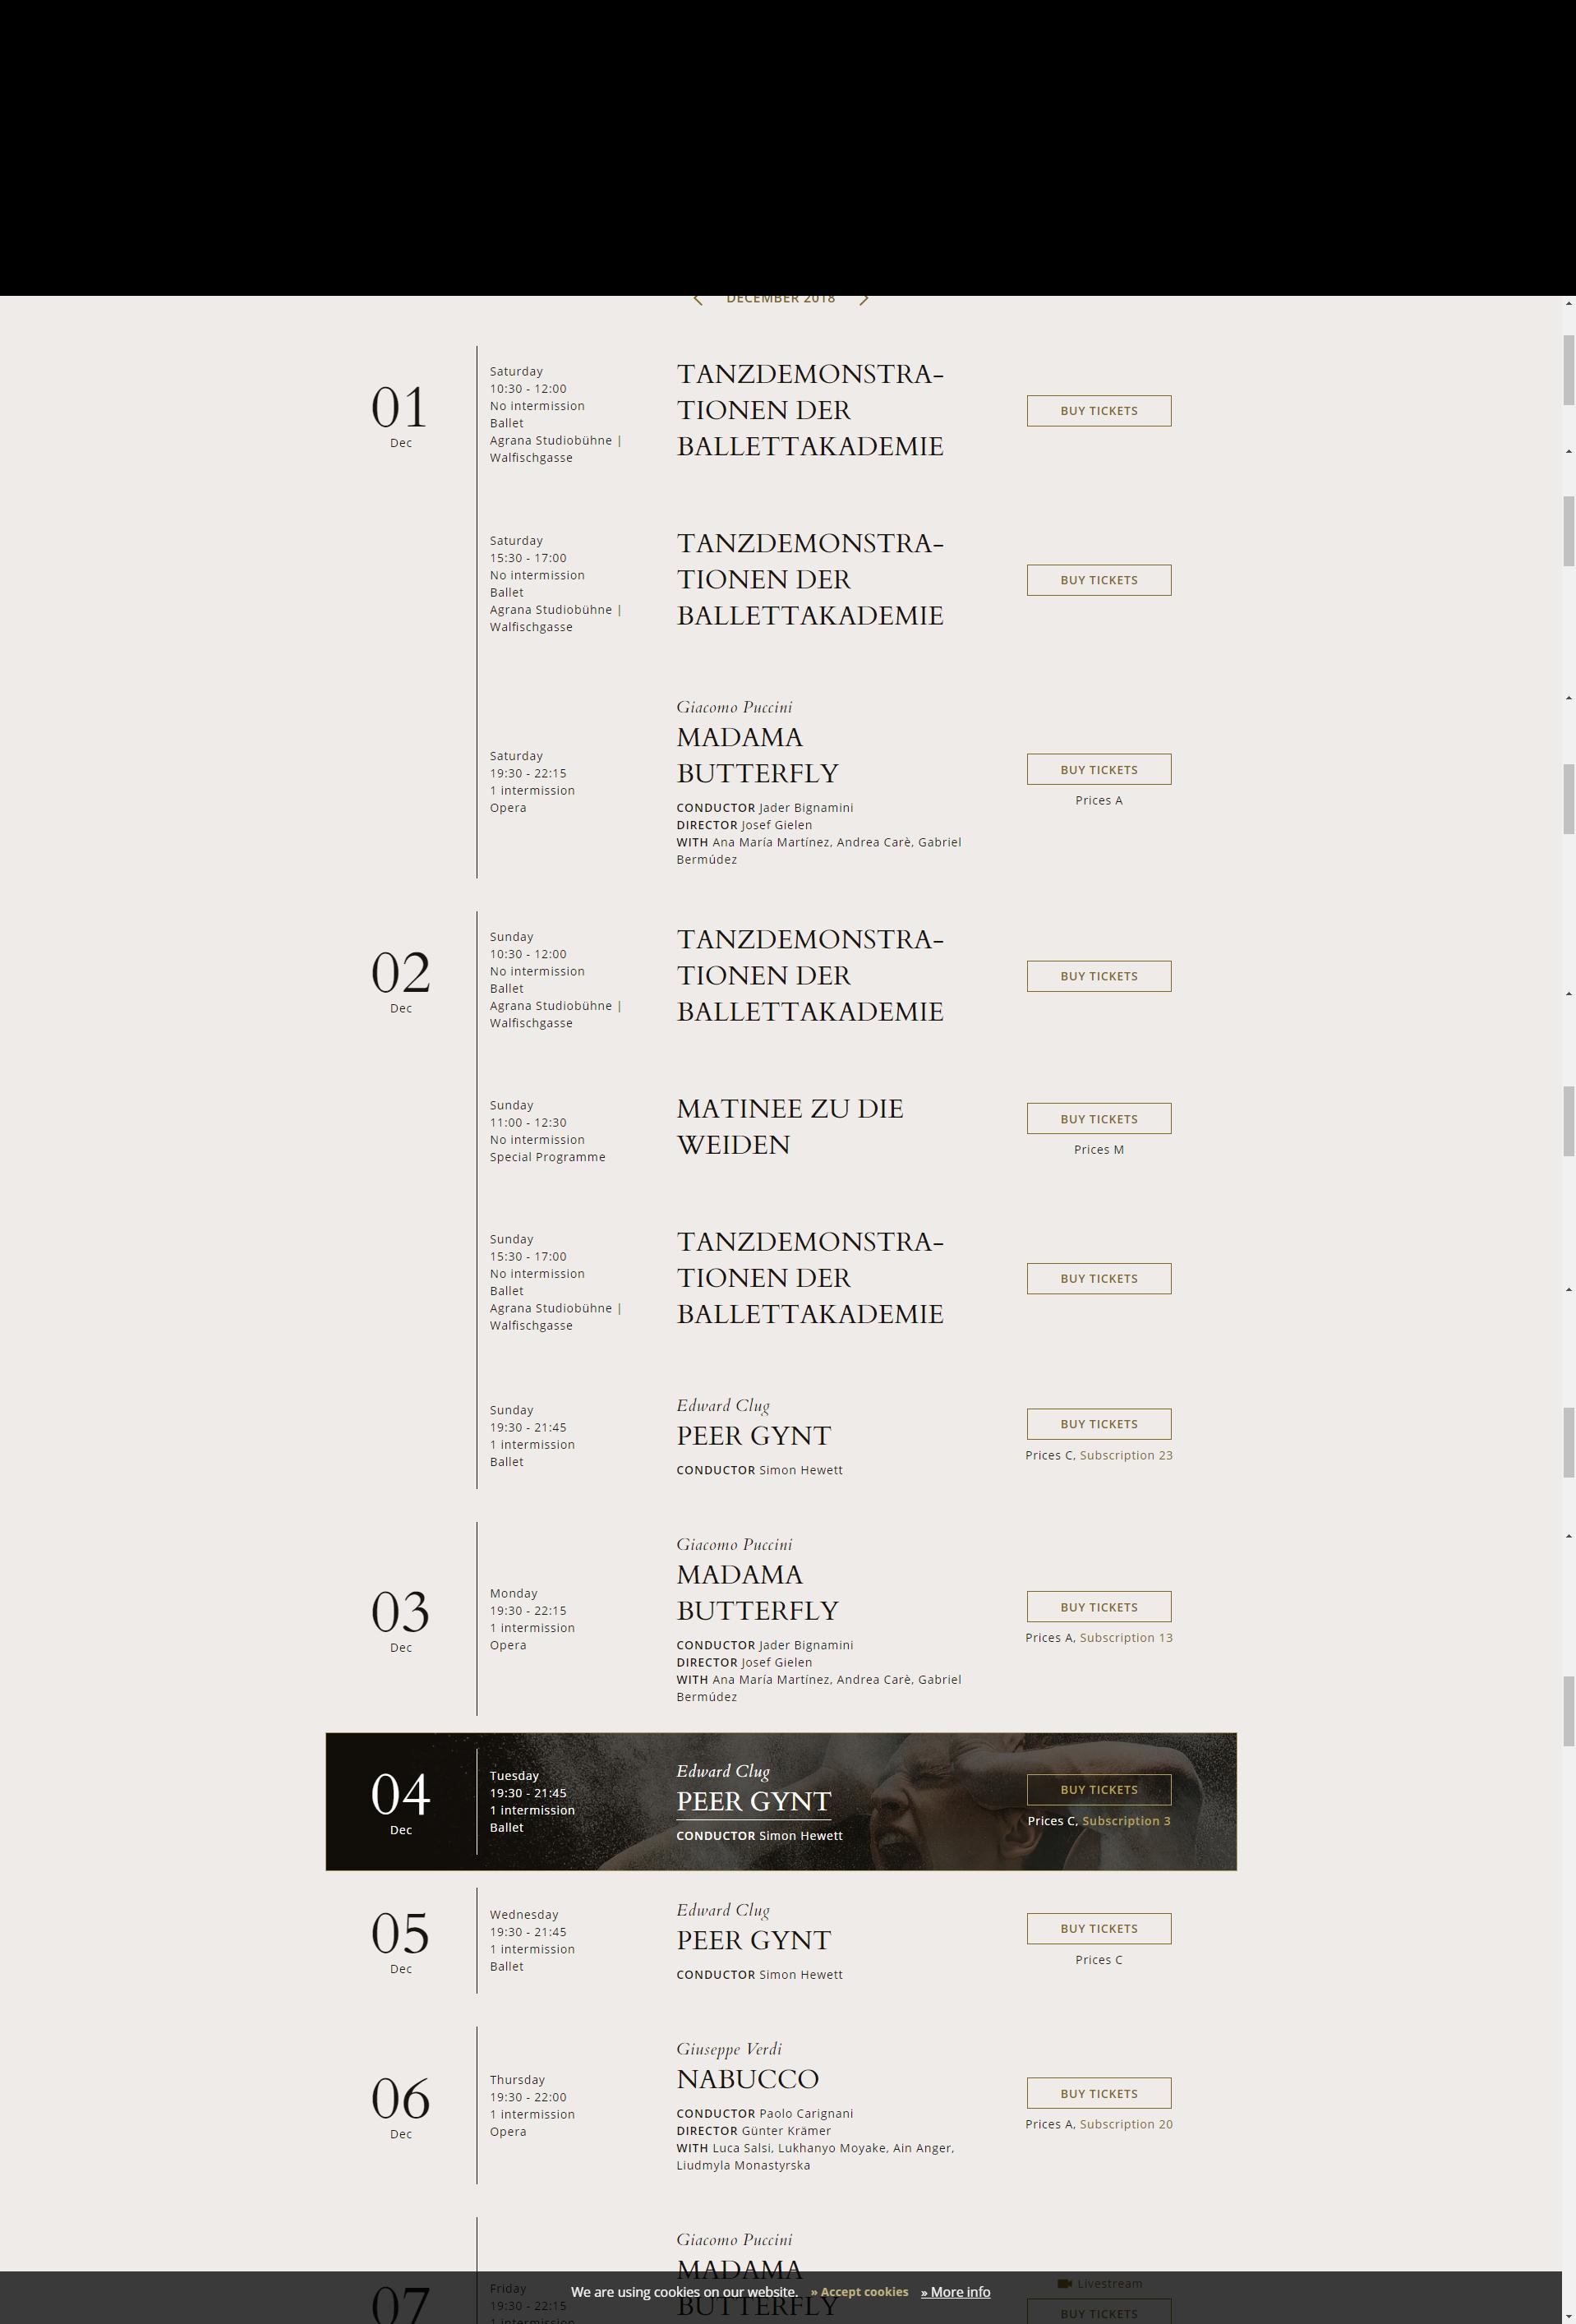 DECEMBER 2018
01
Dec
Saturday
10:30 - 12:00
No intermission
Ballet
Agrana Studiobühne |
Walfischgasse
TANZDEMONSTRA-
TIONEN DER
BALLETTAKADEMIE
BUY TICKETS
Saturday
15:30 - 17:00
No intermission
Ballet
Agrana Studiobühne |
Walfischgasse
TANZDEMONSTRA-
TIONEN DER
BALLETTAKADEMIE
BUY TICKETS
Saturday
19:30 - 22:15
1 intermission
Opera
Giacomo Puccini
MADAMA
BUTTERFLY
CONDUCTOR Jader Bignamini
DIRECTOR Josef Gielen
WITH Ana María Martínez, Andrea Carè, Gabriel
Bermúdez
BUY TICKETS
Prices A
02
Dec
Sunday
10:30 - 12:00
No intermission
Ballet
Agrana Studiobühne |
Walfischgasse
TANZDEMONSTRA-
TIONEN DER
BALLETTAKADEMIE
BUY TICKETS
Sunday
11:00 - 12:30
No intermission
Special Programme
MATINEE ZU DIE
WEIDEN
BUY TICKETS
Prices M
Sunday
15:30 - 17:00
No intermission
Ballet
Agrana Studiobühne |
Walfischgasse
TANZDEMONSTRA-
TIONEN DER
BALLETTAKADEMIE
BUY TICKETS
Sunday
19:30 - 21:45
1 intermission
Ballet
Edward Clug
PEER GYNT
CONDUCTOR Simon Hewett
BUY TICKETS
Prices C, Subscription 23
03
Dec
Monday
19:30 - 22:15
1 intermission
Opera
Giacomo Puccini
MADAMA
BUTTERFLY
CONDUCTOR Jader Bignamini
DIRECTOR Josef Gielen
WITH Ana María Martínez, Andrea Carè, Gabriel
Bermúdez
BUY TICKETS
Prices A, Subscription 13
04
Dec
Tuesday
19:30 - 21:45
1 intermission
Ballet
Edward Clug
PEER GYNT
CONDUCTOR Simon Hewett
BUY TICKETS
Prices C, Subscription 3
05
Dec
Wednesday
19:30 - 21:45
1 intermission
Ballet
Edward Clug
PEER GYNT
CONDUCTOR Simon Hewett
BUY TICKETS
Prices C
06
Dec
Thursday
19:30 - 22:00
1 intermission
Opera
Giuseppe Verdi
NABUCCO
CONDUCTOR Paolo Carignani
DIRECTOR Günter Krämer
WITH Luca Salsi, Lukhanyo Moyake, Ain Anger,
Liudmyla Monastyrska
BUY TICKETS
Prices A, Subscription 20
07
Friday
19:30 - 22:15
1 intermission
Giacomo Puccini
MADAMA
BUTTERFLY
Livestream
BUY TICKETS
We are using cookies on our website. » Accept cookies » More info